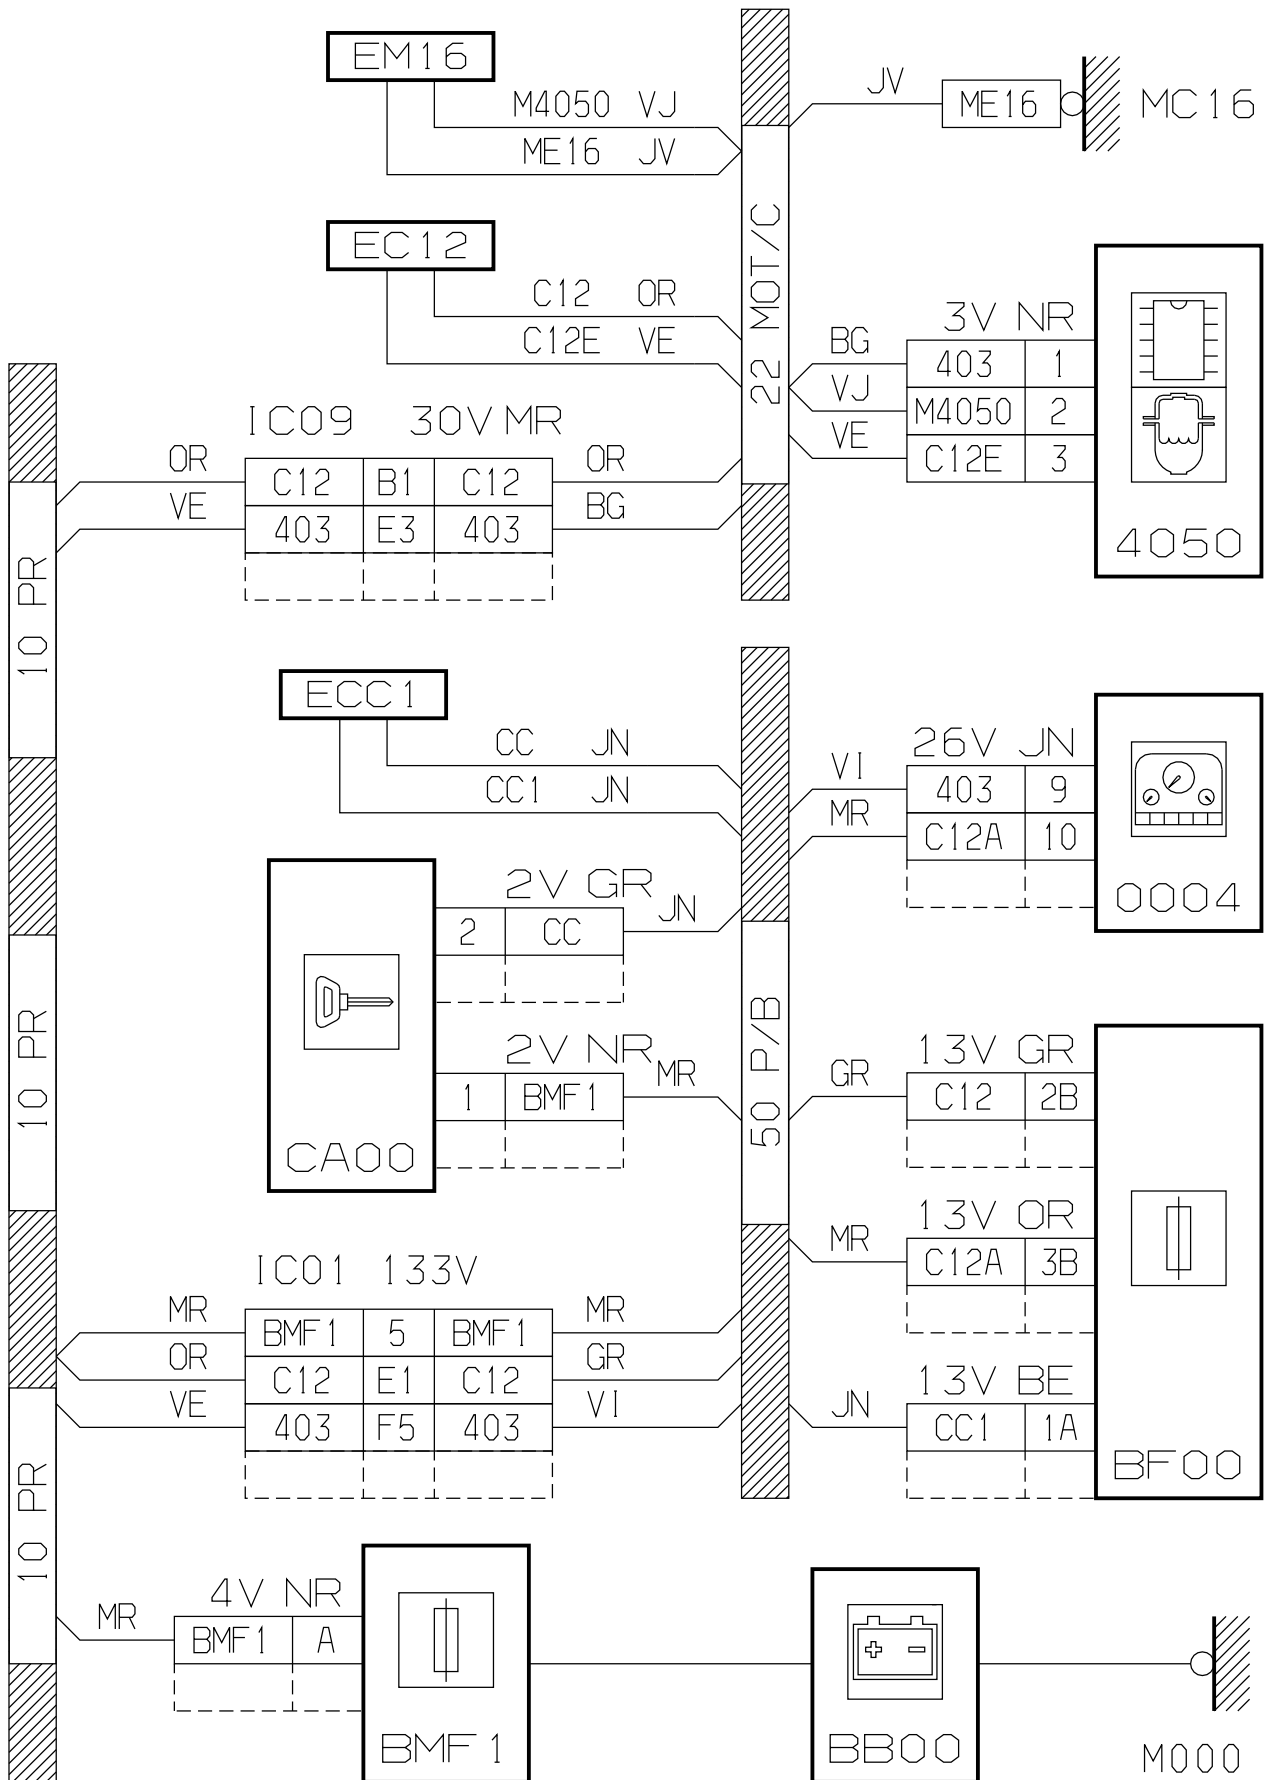 EM16
M4050 VJ
ME16 JV
JV
ME16
MC16
EC12
C12 OR
C12E VE
22 MOT/C
3V NR
BG 403 1
VJ M4050 2
VE C12E 3
4050
IC09 30V MR
OR C12 B1 C12 OR
VE 403 E3 403 BG
10 PR
ECC1
CC JN
CC1 JN
26V JN
VI 403 9
MR C12A 10
0004
2V GR
2 CC JN
2V NR
1 BMF1 MR
CA00
10 PR
50 P/B
13V GR
GR C12 2B
13V OR
MR C12A 3B
13V BE
JN CC1 1A
BF00
IC01 133V
MR BMF1 5 BMF1 MR
OR C12 E1 C12 GR
VE 403 F5 403 VI
10 PR
4V NR
MR BMF1 A
BMF1
BB00
M000